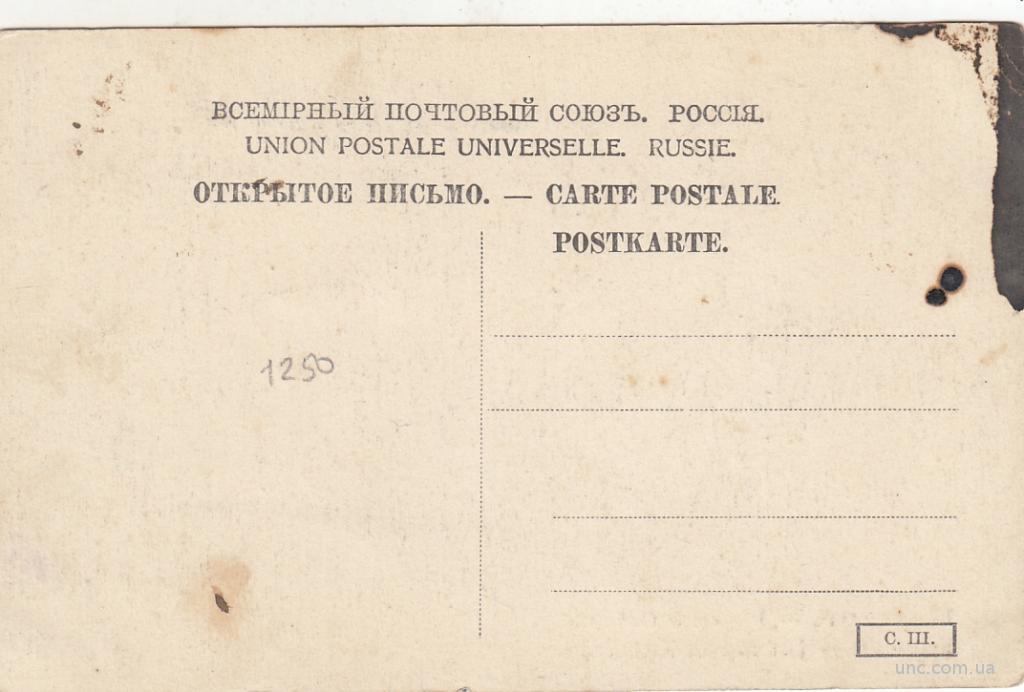 ВСЕМІРНЫЙ ПОЧТОВЫЙ СОЮЗЪ. РОССІЯ.
UNION POSTALE UNIVERSELLE. RUSSIE.
ОТКРЫТОЕ ПИСЬМО. — CARTE POSTALE.
POSTKARTE.
1250
С. Ш.
unc.com.ua